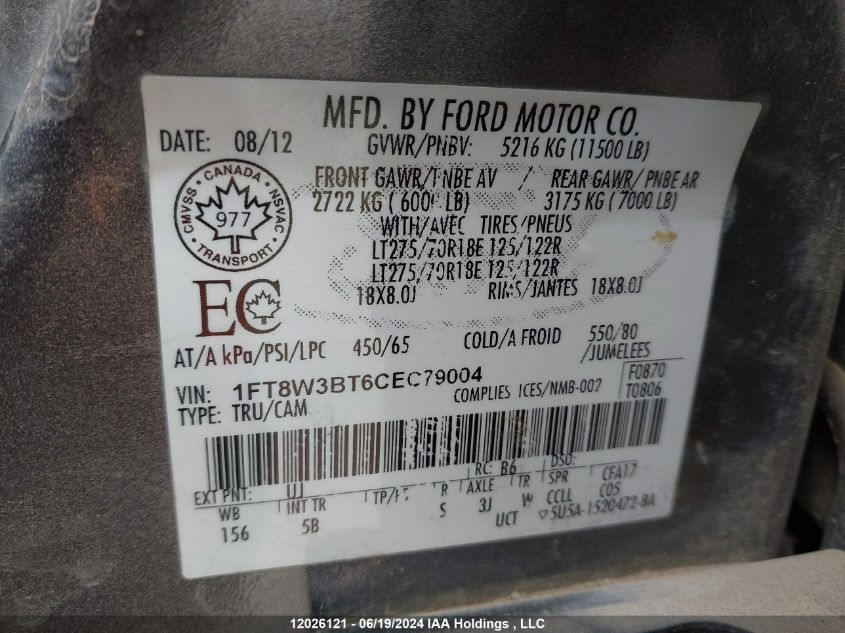 MFD. BY FORD MOTOR CO.
DATE: 08/12 GVWR/PNBV: 5216 KG (11500 LB)
FRONT GAWR/PNBE AV / REAR GAWR/PNBE AR
2722 KG (600 LB) 3175 KG (7000 LB)
WITH/AVEC TIRES/PNEUS
LT275/70R18E 125/122R
LT275/70R18E 125/122R
18X8.0J RIMS/JANTES 18X8.0J
CANADA
CMVSS NSVAC
977
TRANSPORT
EC
AT/A kPa/PSI/LPC 450/65 COLD/A FROID 550/80
/JUMELEES
VIN: 1FT8W3BT6CEC79004 COMPLIES ICES/NMB-002 F0870
TYPE: TRU/CAM T0806
RC: B6 DSO:
EXT PNT: UJ TP/PS R AXLE TR SPR CFA17
WB INT TR S 3J W CCLL C05
156 5B UCT ▽5U5A-1520472-BA
12026121 - 06/19/2024 IAA Holdings, LLC